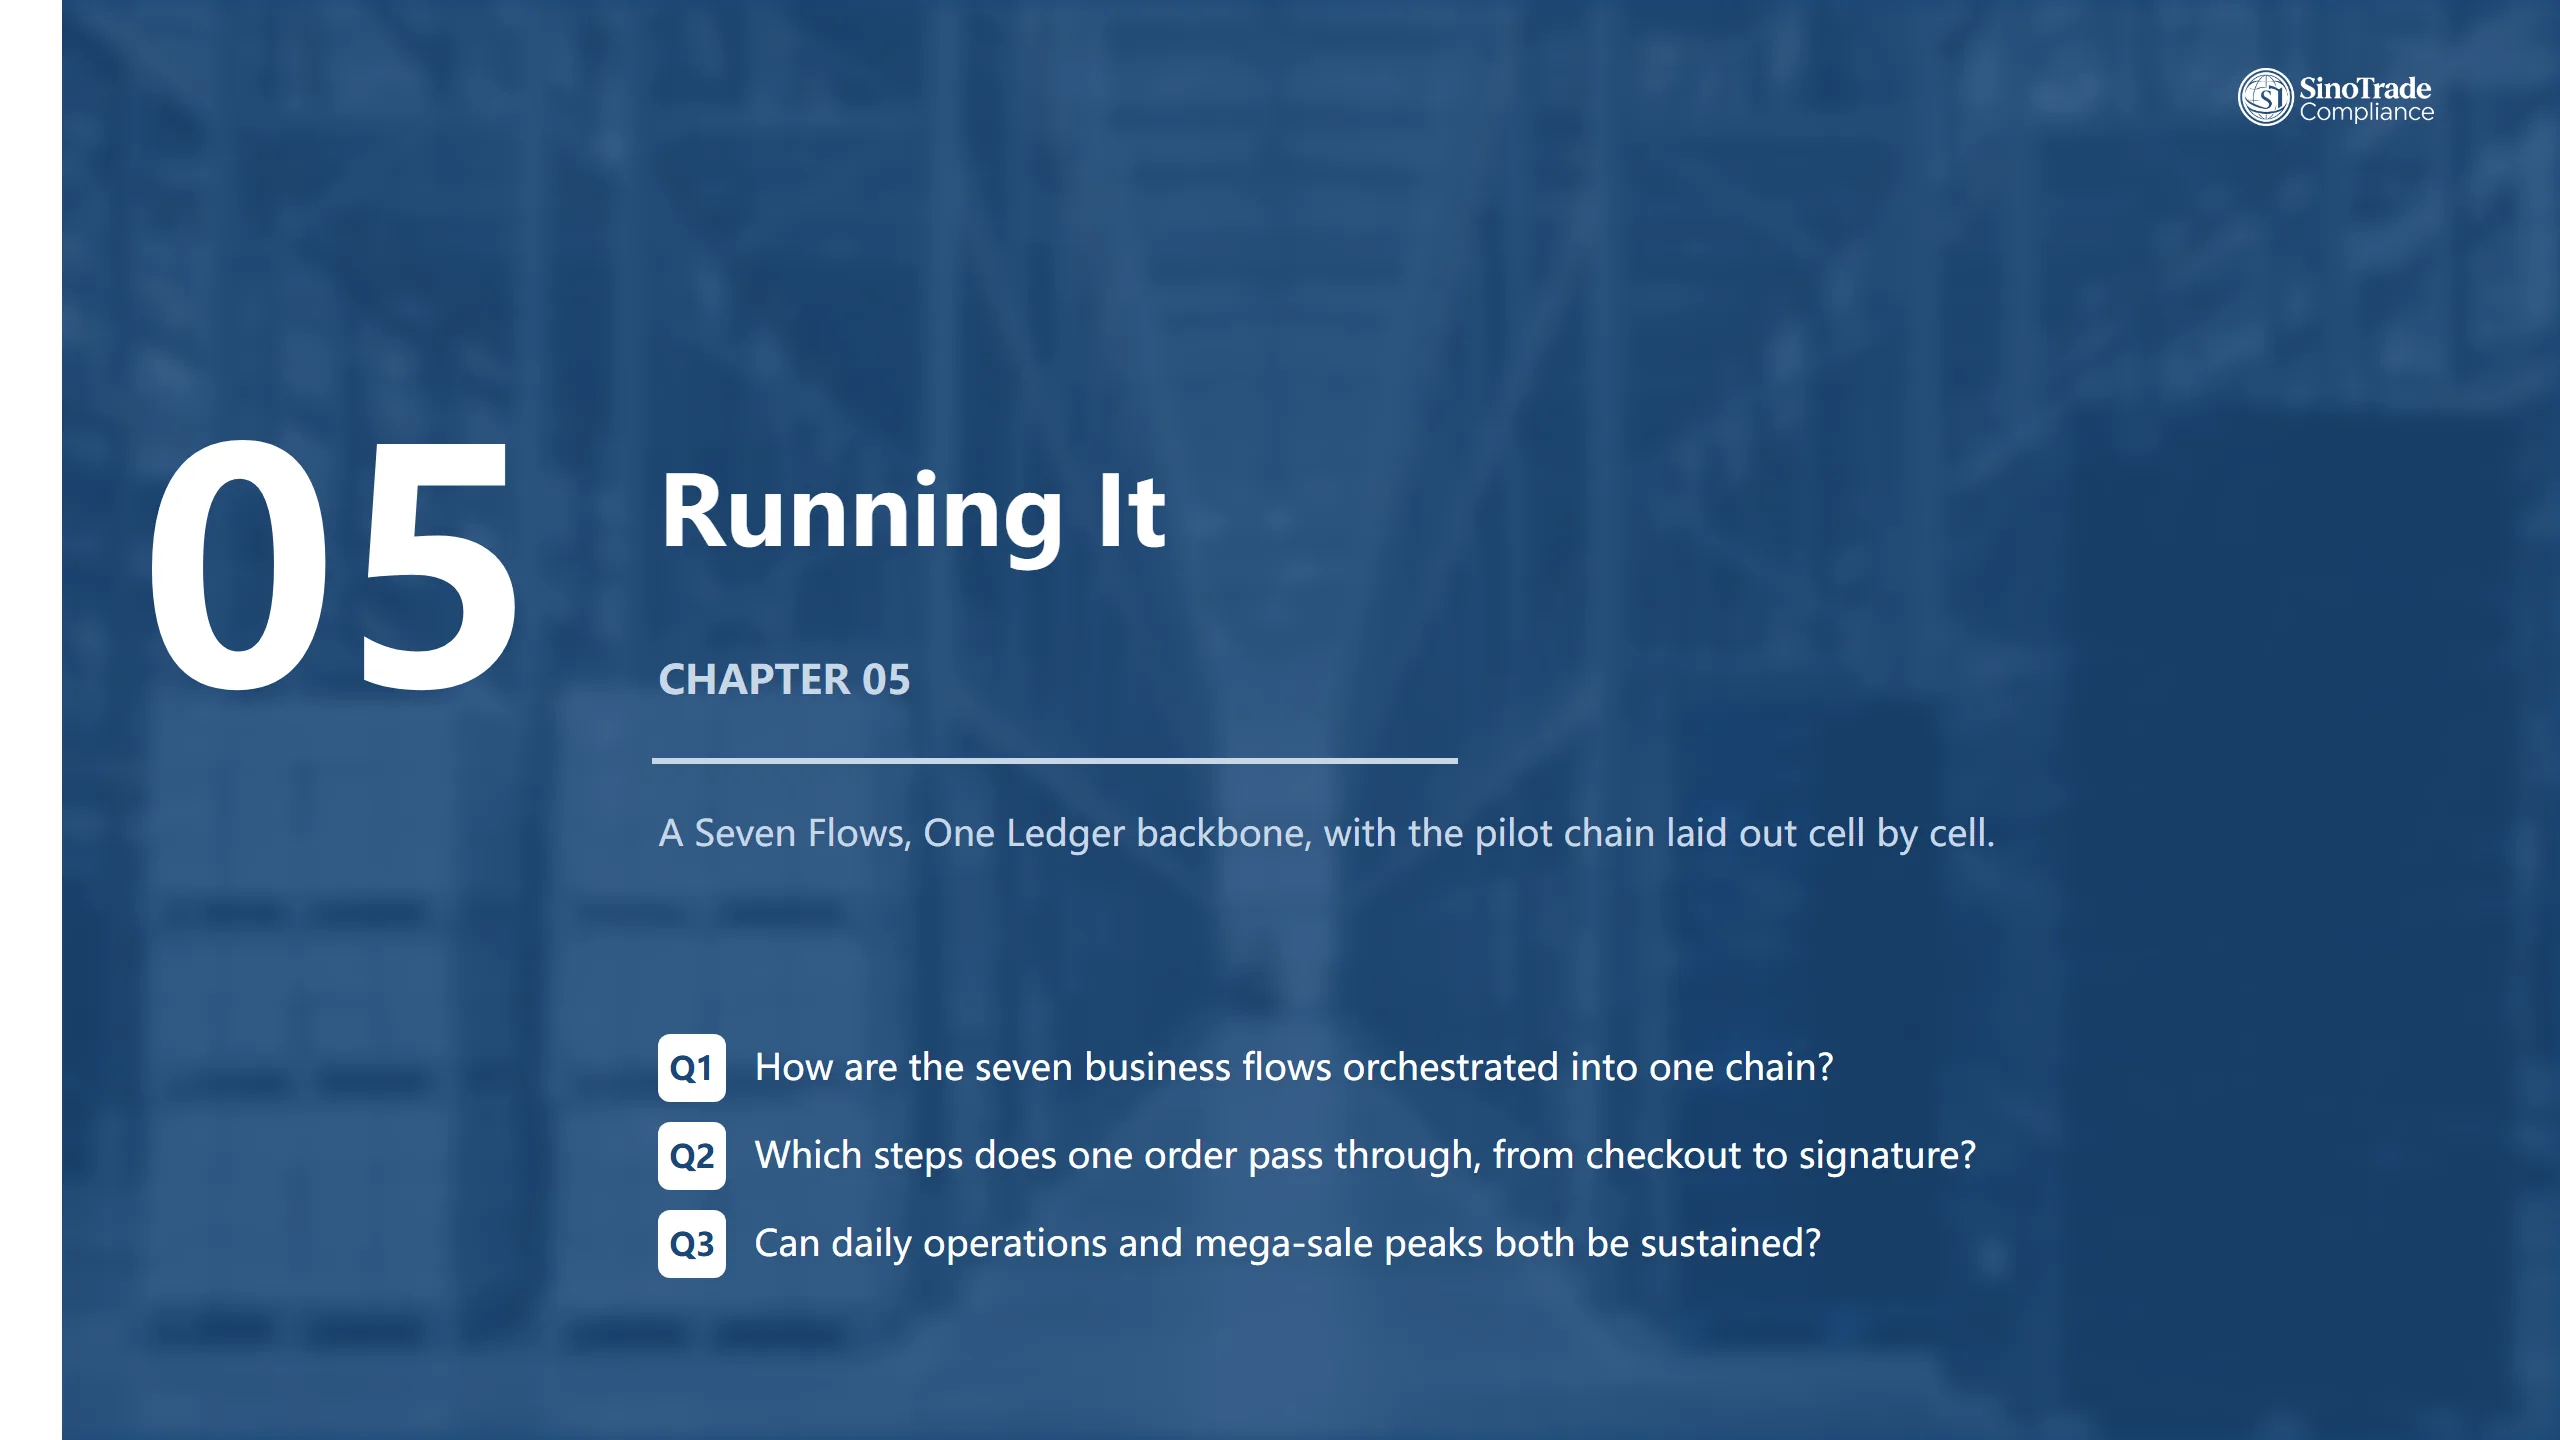 ST
SinoTrade
Compliance
05
Running It
CHAPTER 05
A Seven Flows, One Ledger backbone, with the pilot chain laid out cell by cell.
Q1 How are the seven business flows orchestrated into one chain?
Q2 Which steps does one order pass through, from checkout to signature?
Q3 Can daily operations and mega-sale peaks both be sustained?